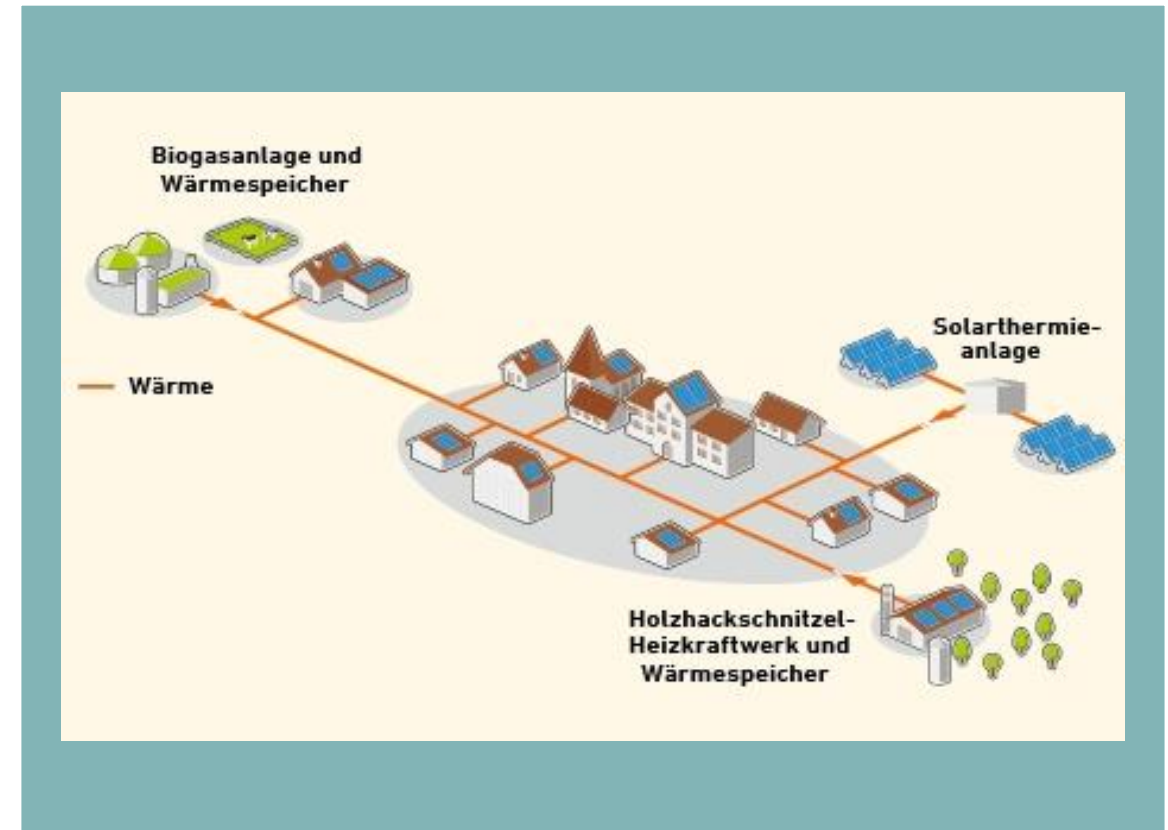 Biogasanlage und
Wärmespeicher
Solarthermie-
anlage
Wärme
Holzhackschnitzel-
Heizkraftwerk und
Wärmespeicher